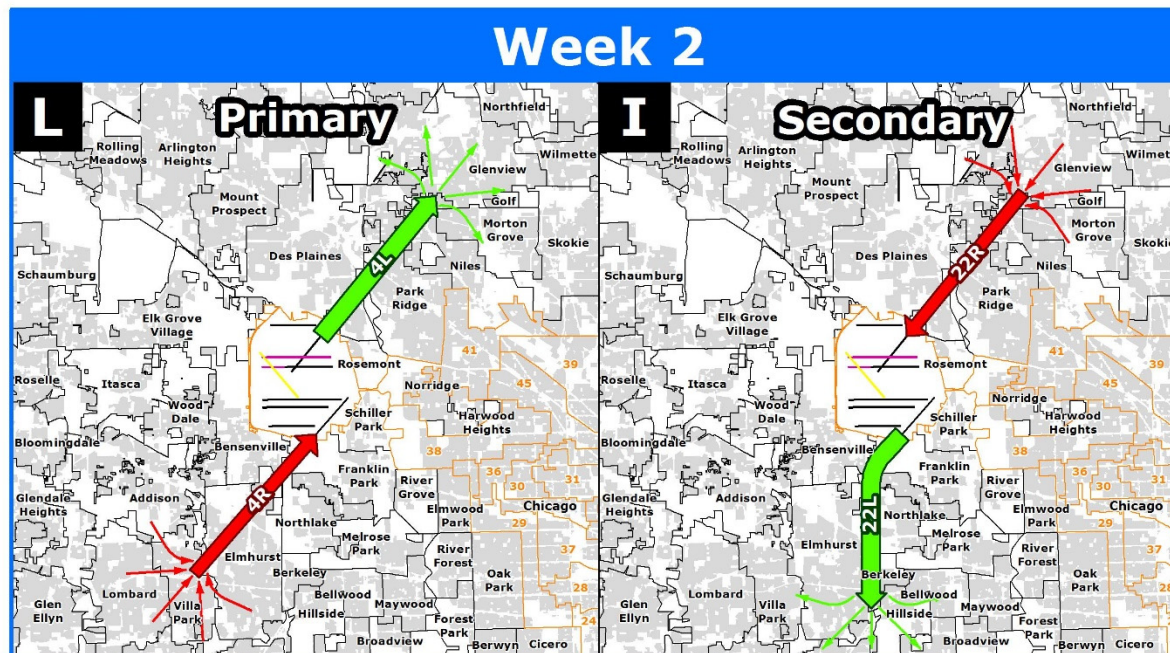 Week 2
L
Primary
Northfield
Rolling
Meadows
Arlington
Heights
Wilmette
Glenview
Mount
Prospect
Golf
Morton
Grove
Skokie
Des Plaines
4L
Niles
Schaumburg
Park
Ridge
Elk Grove
Village
41
39
Rosemont
Roselle
Itasca
45
Norridge
Wood
Dale
Schiller
Park
Harwood
Heights
Bloomingdale
Bensenville
38
Franklin
Park
36
31
River
Grove
30
Glendale
Heights
Addison
4R
Elmwood
Park
Chicago
Northlake
29
Melrose
Park
37
Elmhurst
River
Forest
Berkeley
Oak
Park
28
Lombard
Bellwood
Glen
Ellyn
Villa
Park
Hillside
Maywood
Forest
Park
24
Broadview
Berwyn
Cicero
I
Secondary
Northfield
Rolling
Meadows
Arlington
Heights
Wilmet
Glenview
Mount
Prospect
Golf
Morton
Grove
Skokie
Des Plaines
22R
Niles
Schaumburg
Park
Ridge
Elk Grove
Village
41
39
Rosemont
Roselle
Itasca
45
Norridge
Wood
Dale
Schiller
Park
Harwood
Heights
Bloomingdale
Bensenville
38
Franklin
Park
36
31
River
Grove
30
Glendale
Heights
Addison
22L
Elmwood
Park
Chicago
Northlake
29
Melrose
Park
37
Elmhurst
River
Forest
Berkeley
Oak
Park
28
Lombard
Bellwood
Glen
Ellyn
Villa
Park
Hillside
Maywood
Forest
Park
24
Broadview
Berwyn
Cicero